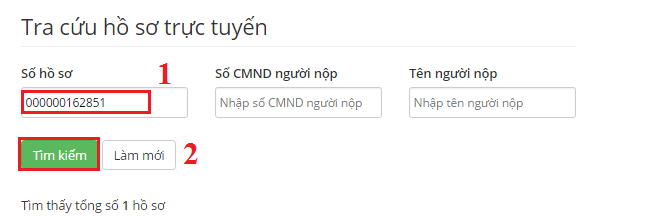 Tra cứu hồ sơ trực tuyến
Số hồ sơ 1 Số CMND người nộp Tên người nộp
000000162851 Nhập số CMND người nộp Nhập tên người nộp
Tìm kiếm Làm mới 2
Tìm thấy tổng số 1 hồ sơ